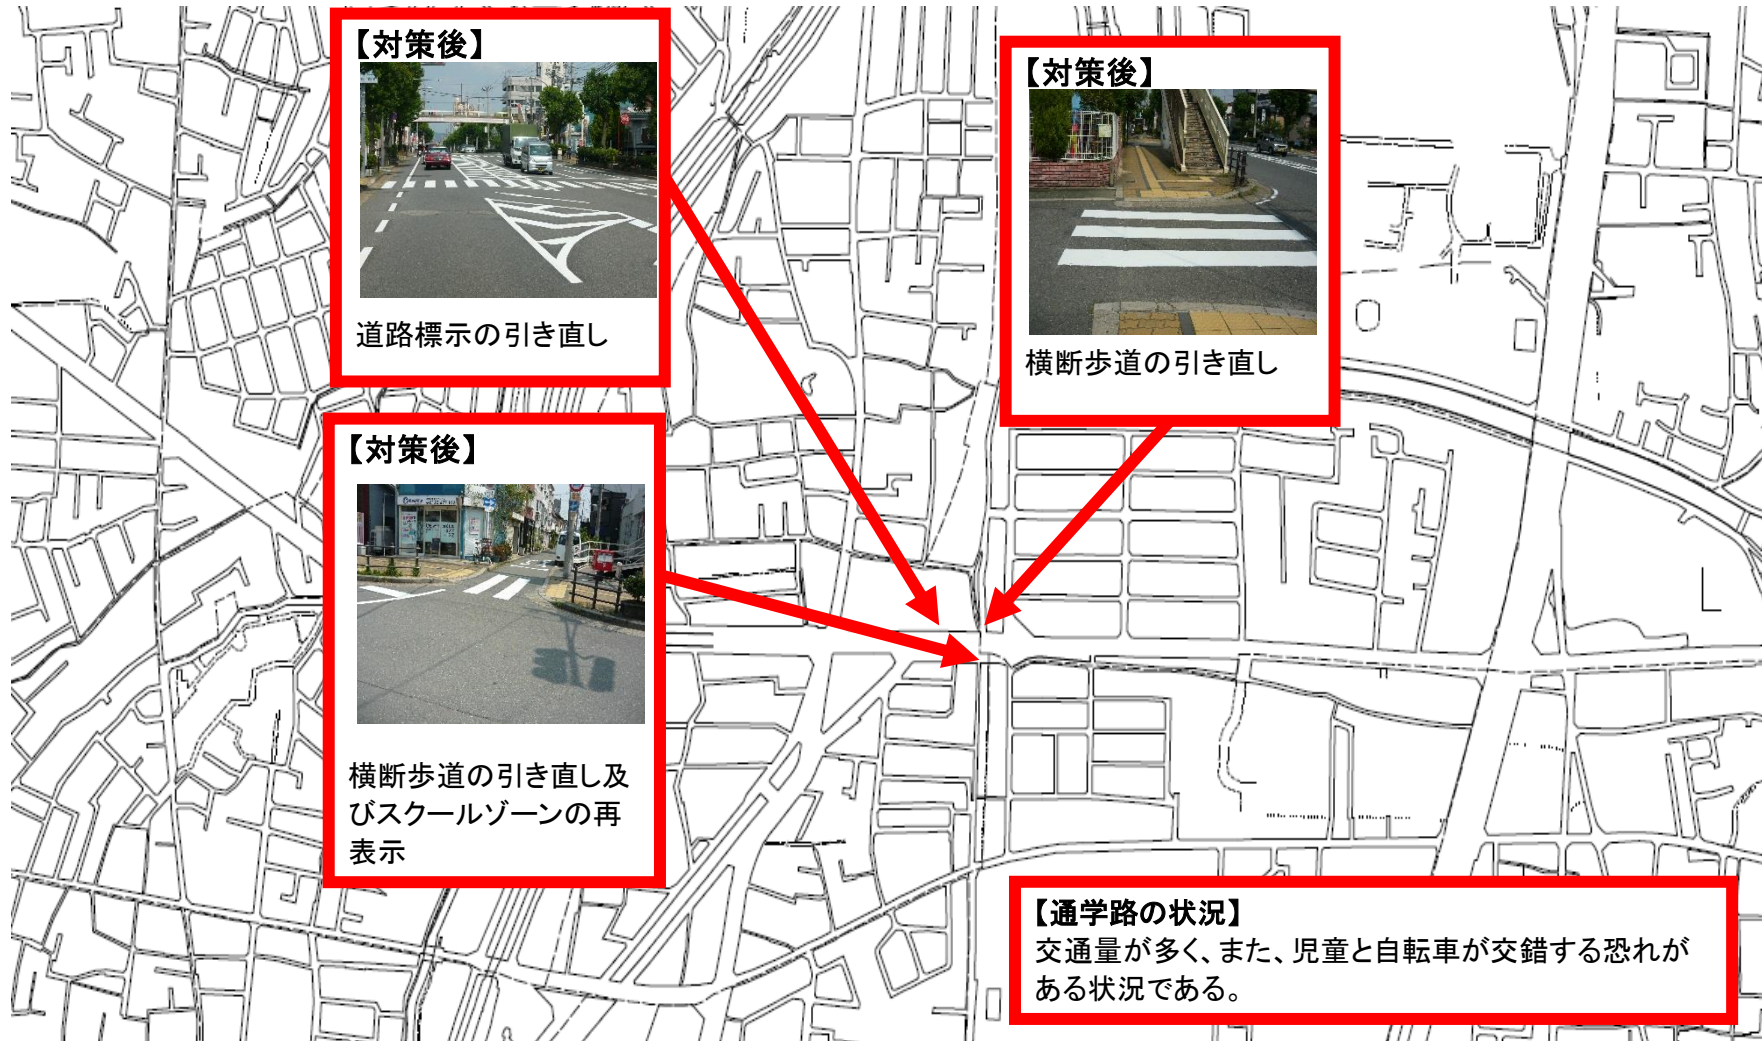 【対策後】
道路標示の引き直し
【対策後】
横断歩道の引き直し
【対策後】
横断歩道の引き直し及
びスクールゾーンの再
表示
【通学路の状況】
交通量が多く、また、児童と自転車が交錯する恐れが
ある状況である。